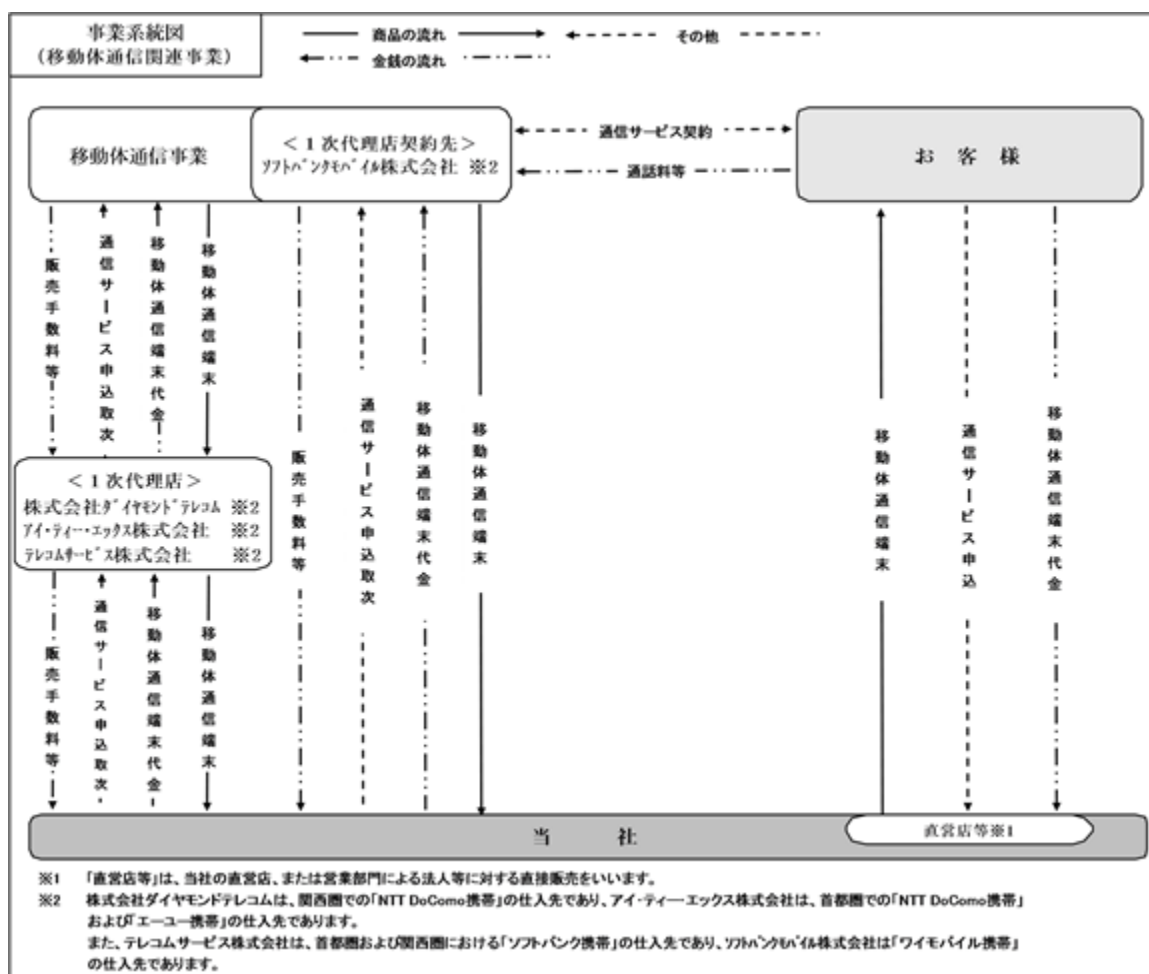 事業系統図
(移動体通信関連事業)
商品の流れ
その他
金銭の流れ
移動体通信事業
＜１次代理店契約先＞
ｿﾌﾄﾊﾞﾝｸﾓﾊﾞｲﾙ株式会社 ※2
通信サービス契約
通話料等
お 客 様
販売手数料等
通信サービス申込取次
移動体通信端末代金
移動体通信端末
＜１次代理店＞
株式会社ﾀﾞｲﾔﾓﾝﾄﾞﾃﾚｺﾑ ※2
ｱｲ・ﾃｨｰ・ｴｯｸｽ株式会社 ※2
ﾃﾚｺﾑｻｰﾋﾞｽ株式会社 ※2
販売手数料等
通信サービス申込取次
移動体通信端末代金
移動体通信端末
販売手数料等
通信サービス申込取次
移動体通信端末代金
移動体通信端末
移動体通信端末
通信サービス申込
移動体通信端末代金
当 社
直営店等※1
※1 「直営店等」は、当社の直営店、または営業部門による法人等に対する直接販売をいいます。
※2 株式会社ダイヤモンドテレコムは、関西圏での「NTT DoComo携帯」の仕入先であり、アイ・ティー・エックス株式会社は、首都圏での「NTT DoComo携帯」
および「エーユー携帯」の仕入先であります。
また、テレコムサービス株式会社は、首都圏および関西圏における「ソフトバンク携帯」の仕入先であり、ｿﾌﾄﾊﾞﾝｸﾓﾊﾞｲﾙ株式会社は「ワイモバイル携帯」
の仕入先であります。